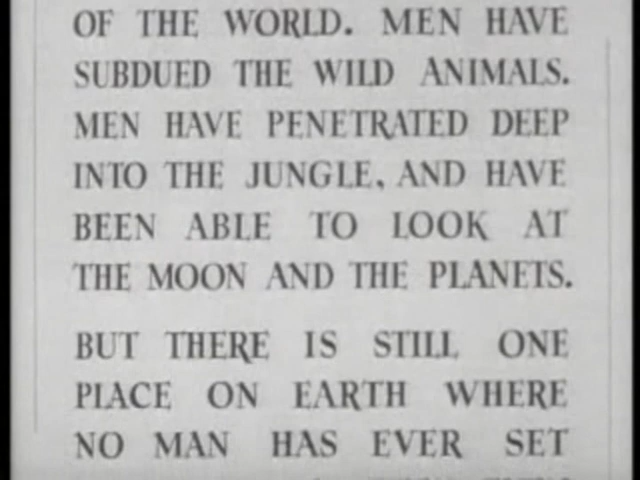 OF THE WORLD. MEN HAVE
SUBDUED THE WILD ANIMALS.
MEN HAVE PENETRATED DEEP
INTO THE JUNGLE, AND HAVE
BEEN ABLE TO LOOK AT
THE MOON AND THE PLANETS.
BUT THERE IS STILL ONE
PLACE ON EARTH WHERE
NO MAN HAS EVER SET